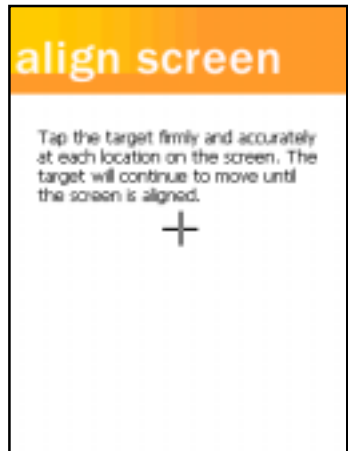 align screen
Tap the target firmly and accurately
at each location on the screen. The
target will continue to move until
the screen is aligned.